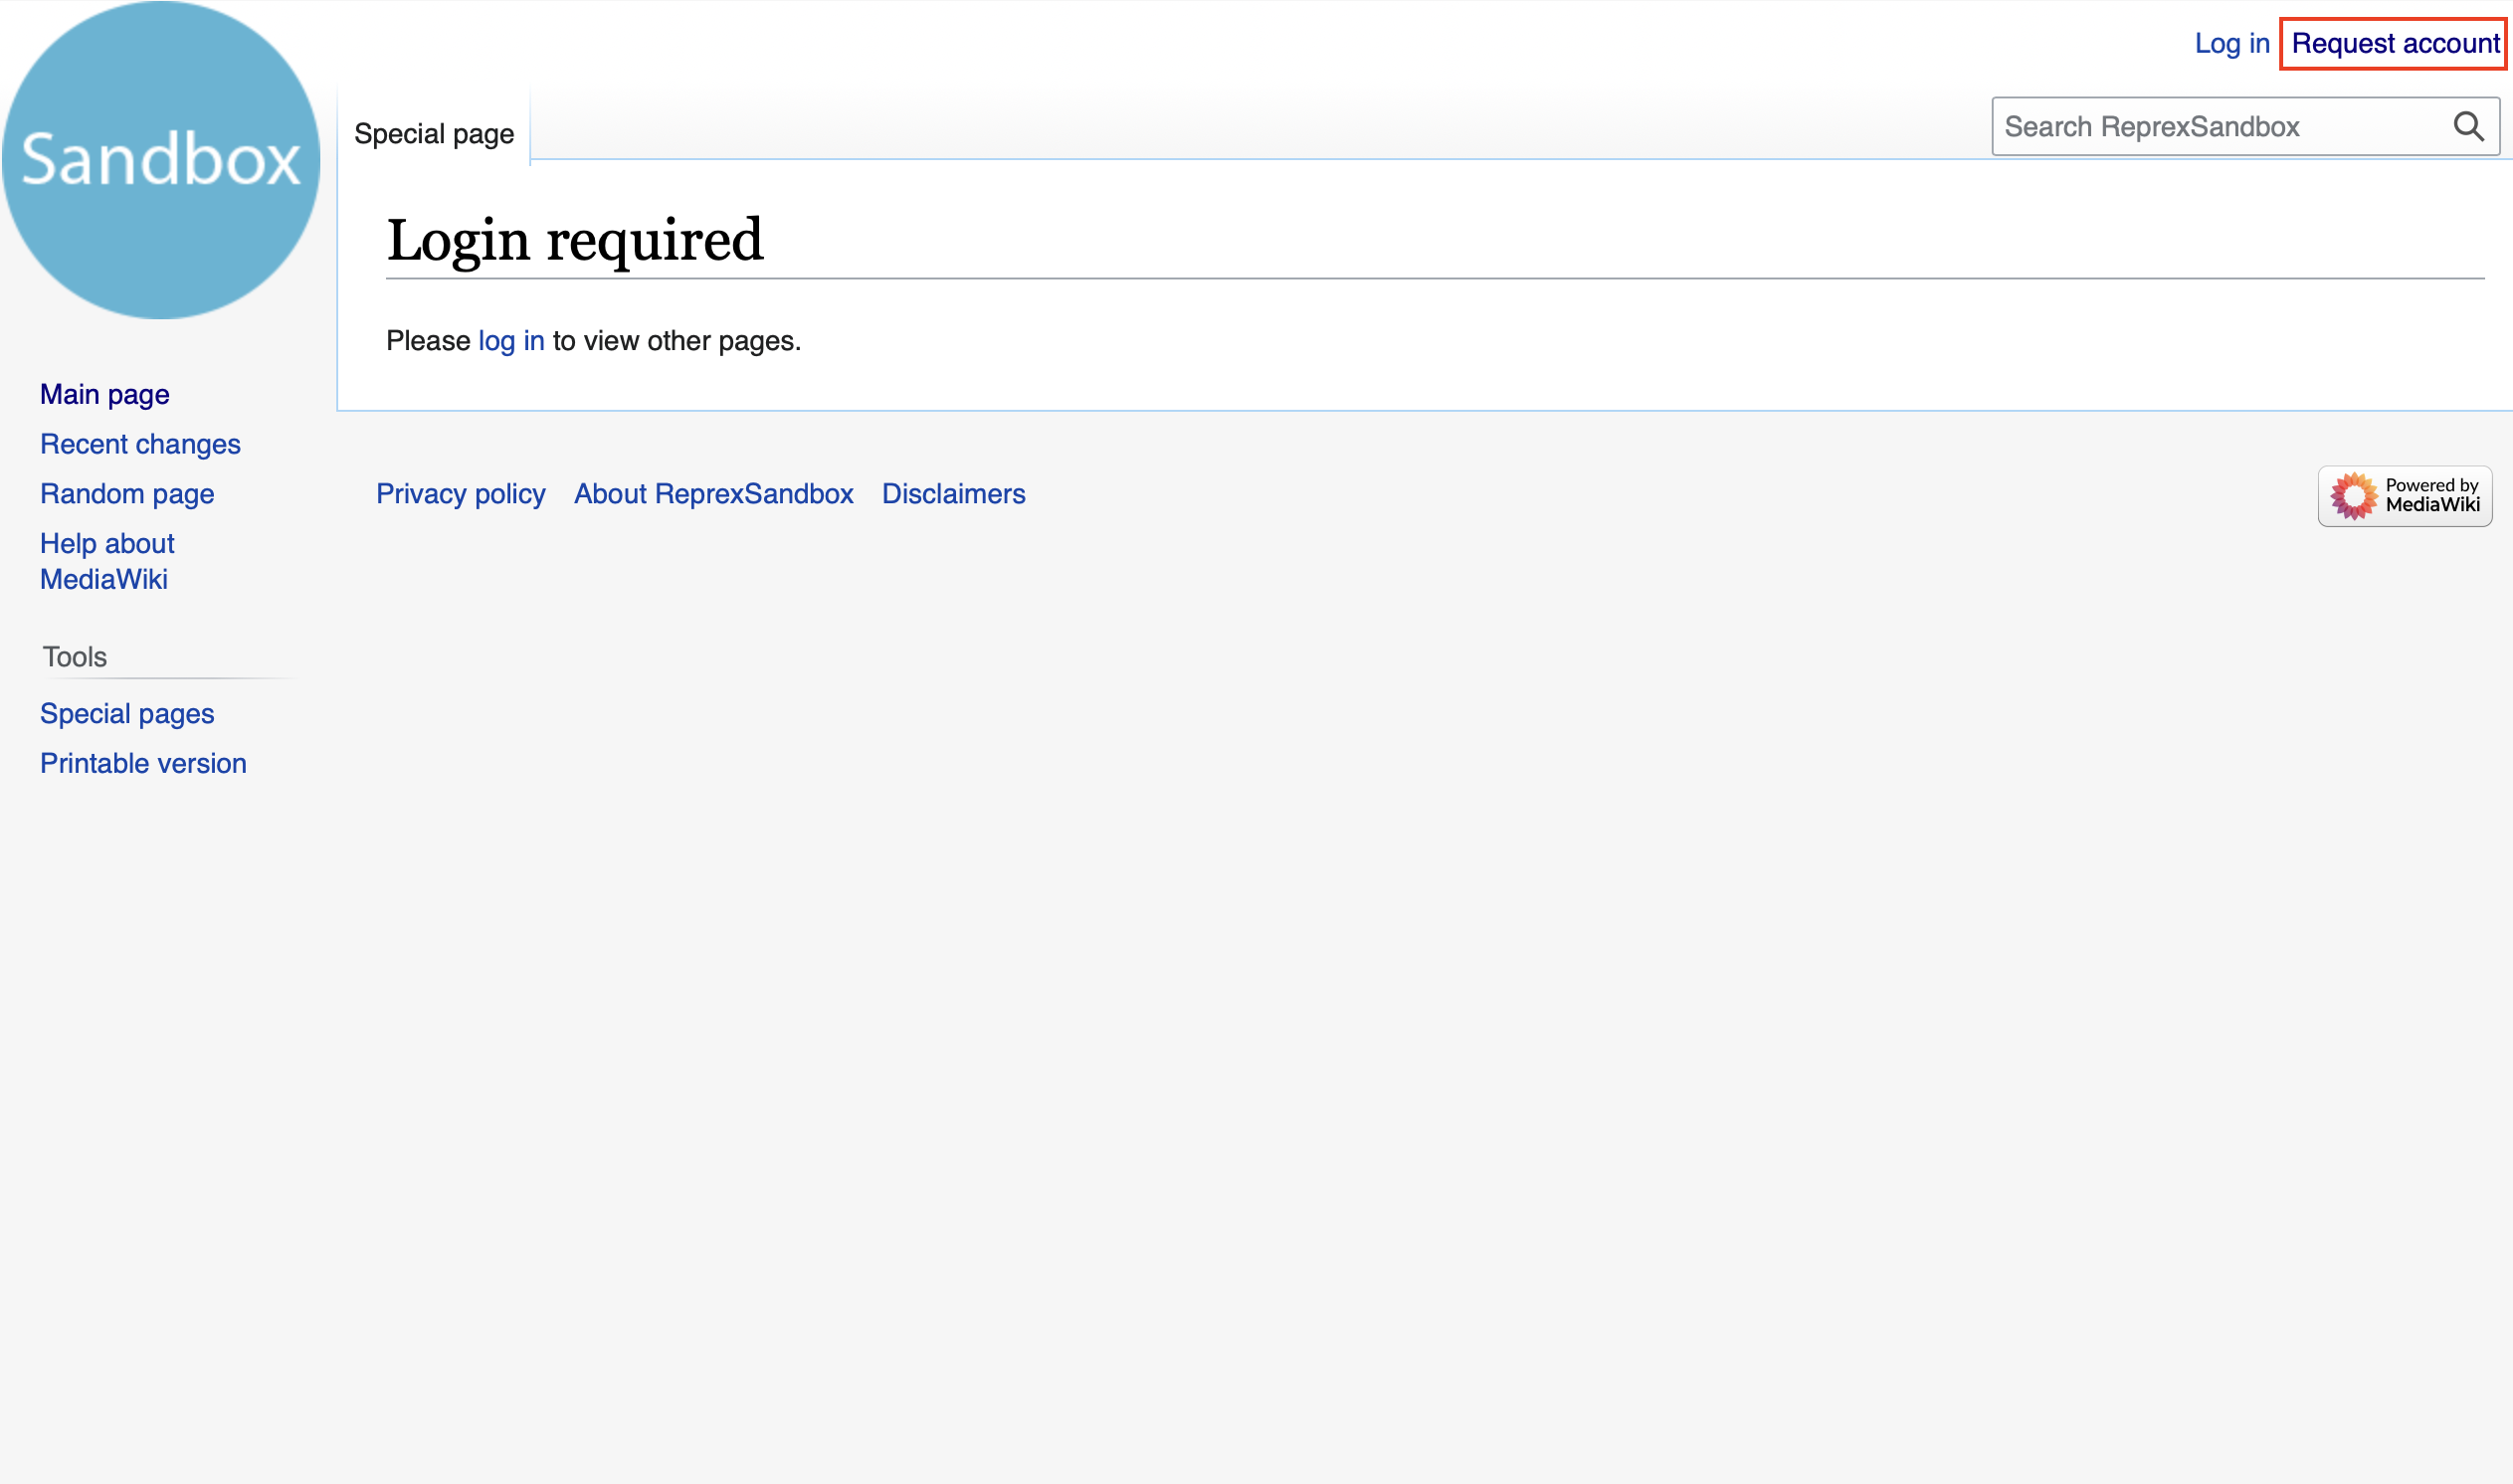 Sandbox
Log in Request account
Special page
Search ReprexSandbox
Login required
Please log in to view other pages.
Main page
Recent changes
Random page
Help about
MediaWiki
Tools
Special pages
Printable version
Privacy policy About ReprexSandbox Disclaimers
Powered by
MediaWiki